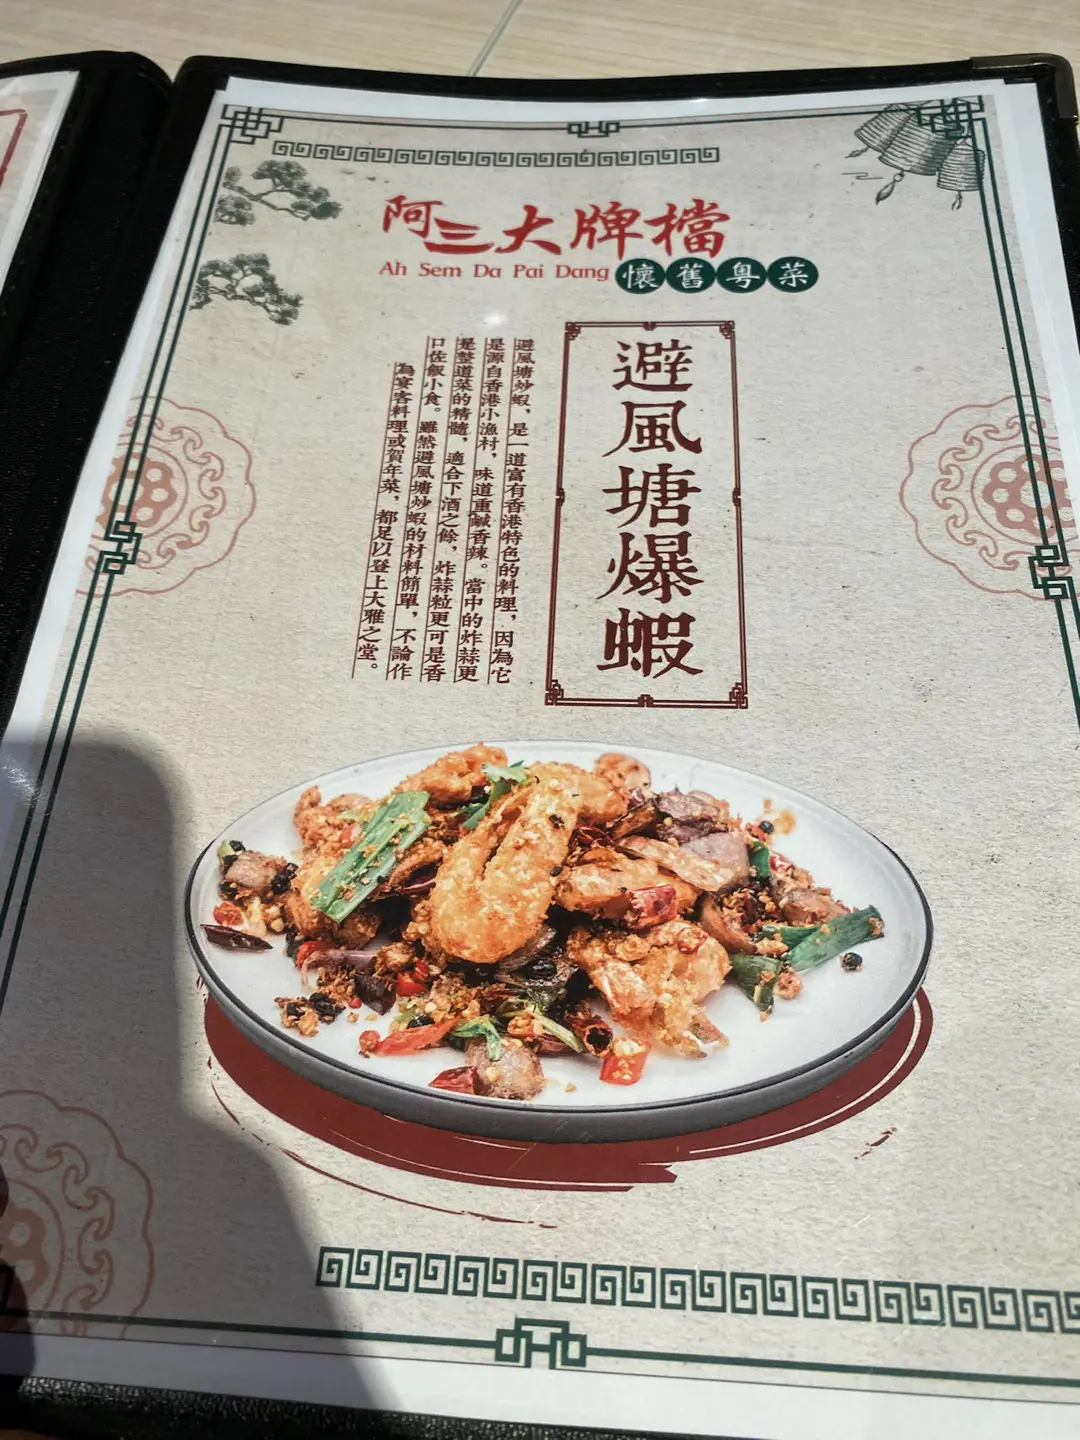 阿三大牌檔
Ah Sem Da Pai Dang
懷舊粵菜
避風塘爆蝦
避風塘炒蝦，是一道富有香港特色的料理，因為它
是源自香港小漁村，味道重鹹香辣。當中的炸蒜更
是整道菜的精髓，適合下酒之餘，炸蒜粒更可是香
口佐飯小食。雖然避風塘炒蝦的材料簡單，不論作
為宴客料理或賀年菜，都足以登上大雅之堂。